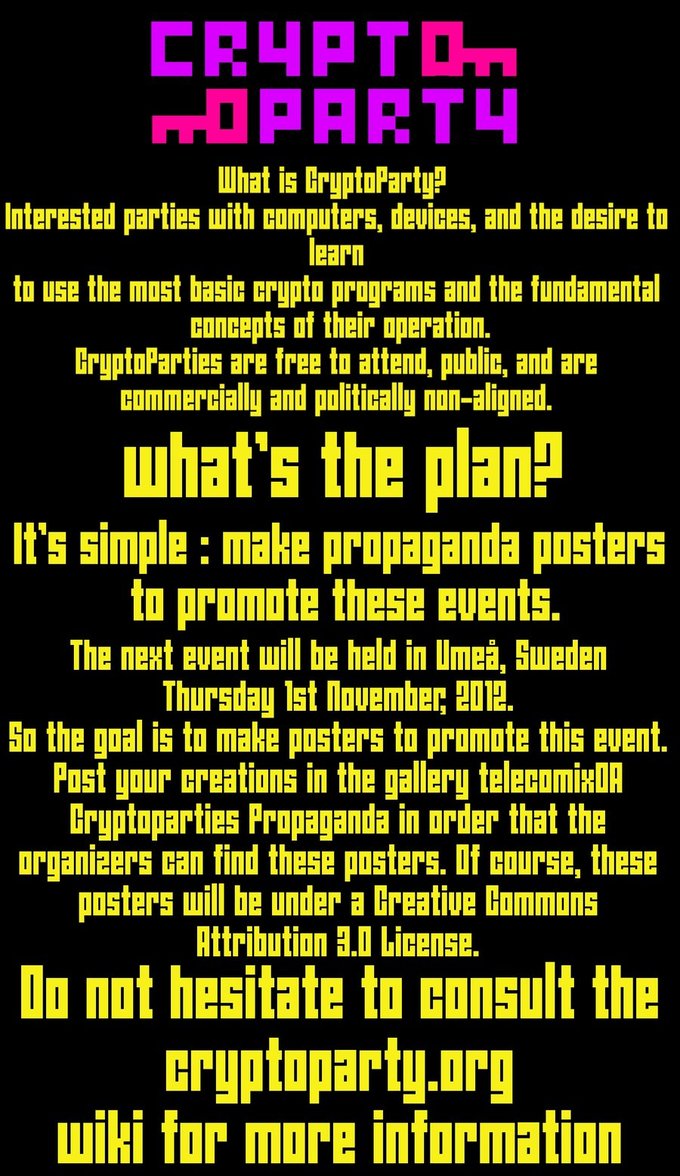 CRYPTO
PARTY
What is CryptoParty?
Interested parties with computers, devices, and the desire to
learn
to use the most basic crypto programs and the fundamental
concepts of their operation.
CryptoParties are free to attend, public, and are
commercially and politically non-aligned.
what's the plan?
It's simple : make propaganda posters
to promote these events.
The next event will be held in Umeå, Sweden
Thursday 1st November, 2012.
So the goal is to make posters to promote this event.
Post your creations in the gallery telecomixDA
Cryptoparties Propaganda in order that the
organizers can find these posters. Of course, these
posters will be under a Creative Commons
Attribution 3.0 License.
Do not hesitate to consult the
cryptoparty.org
wiki for more information